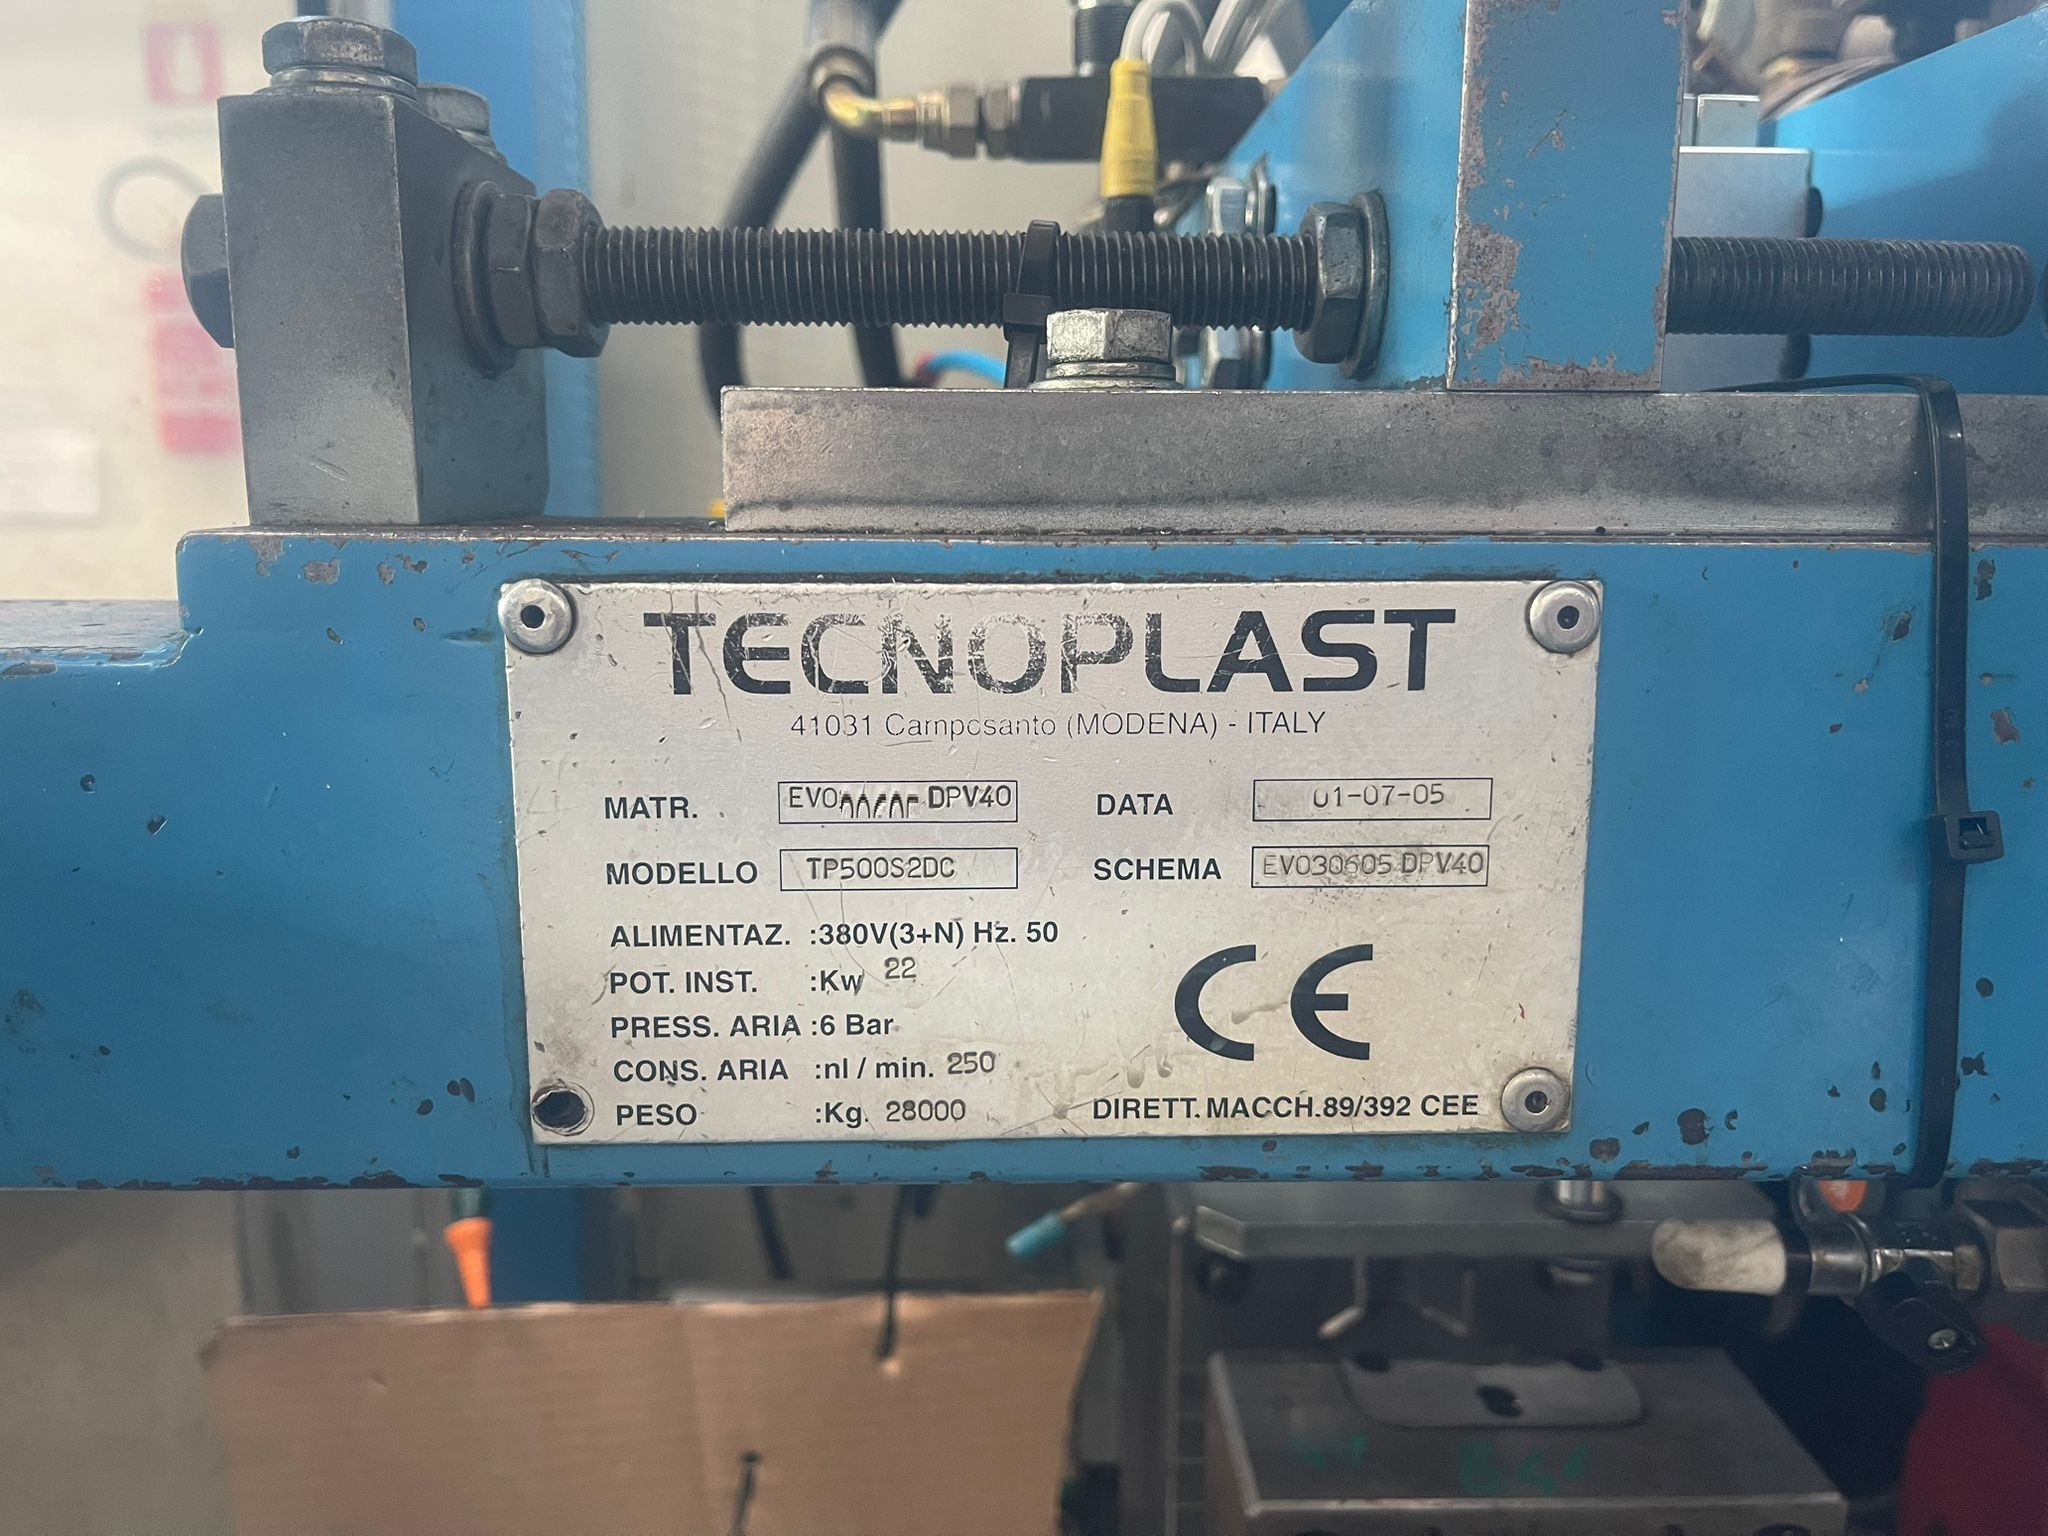 TECNOPLAST
41031 Camposanto (MODENA) - ITALY
MATR. DPV40 DATA 01-07-05
MODELLO TP500S2DC SCHEMA EV030605 DPV40
ALIMENTAZ. :380V(3+N) Hz. 50
POT. INST. :Kw 22
PRESS. ARIA :6 Bar
CONS. ARIA :nl / min. 250
PESO :Kg. 28000
CE
DIRETT. MACCH.89/392 CEE